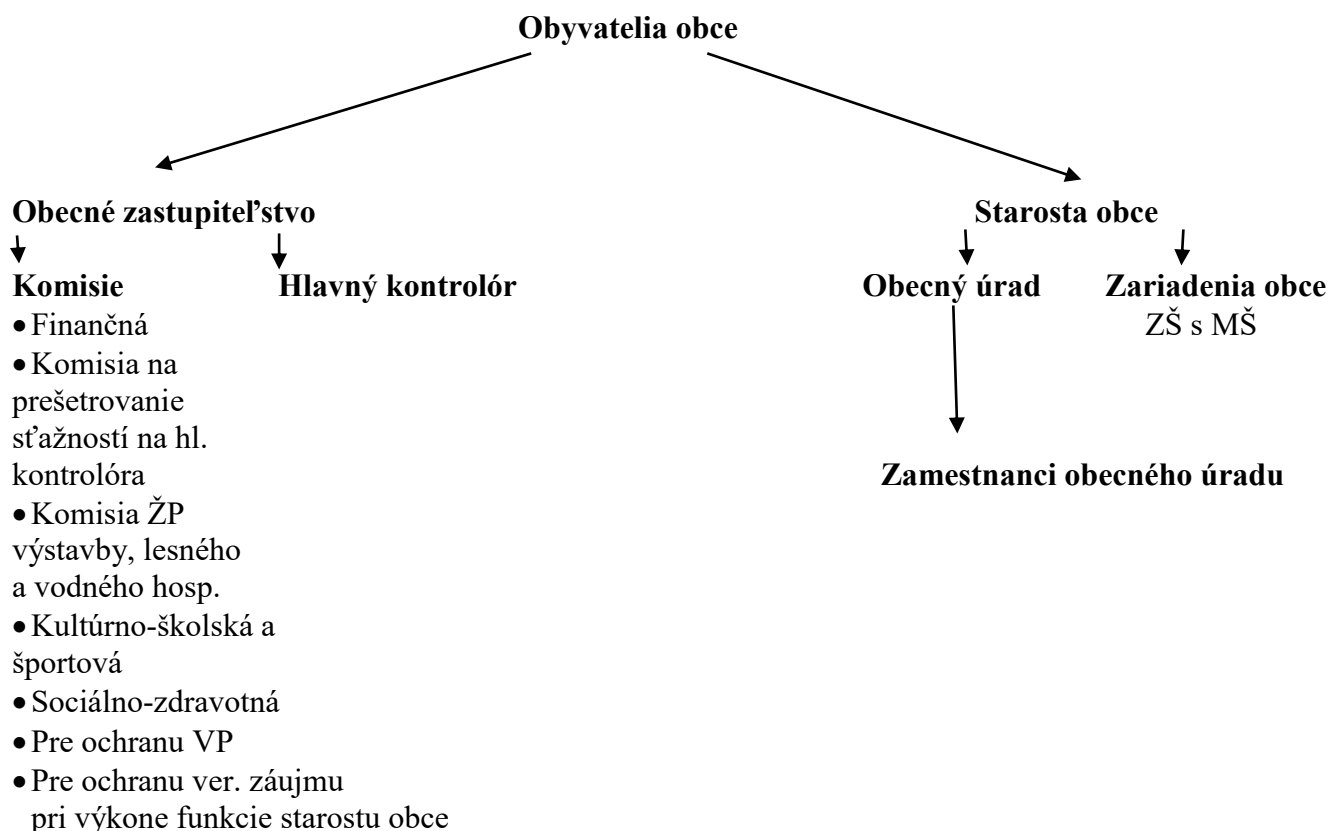 Obyvatelia obce
Obecné zastupiteľstvo
Starosta obce
Komisie
Hlavný kontrolór
Obecný úrad
Zariadenia obce
ZŠ s MŠ
• Finančná
• Komisia na
prešetrovanie
sťažností na hl.
kontrolóra
• Komisia ŽP
výstavby, lesného
a vodného hosp.
• Kultúrno-školská a
športová
• Sociálno-zdravotná
• Pre ochranu VP
• Pre ochranu ver. záujmu
pri výkone funkcie starostu obce
Zamestnanci obecného úradu